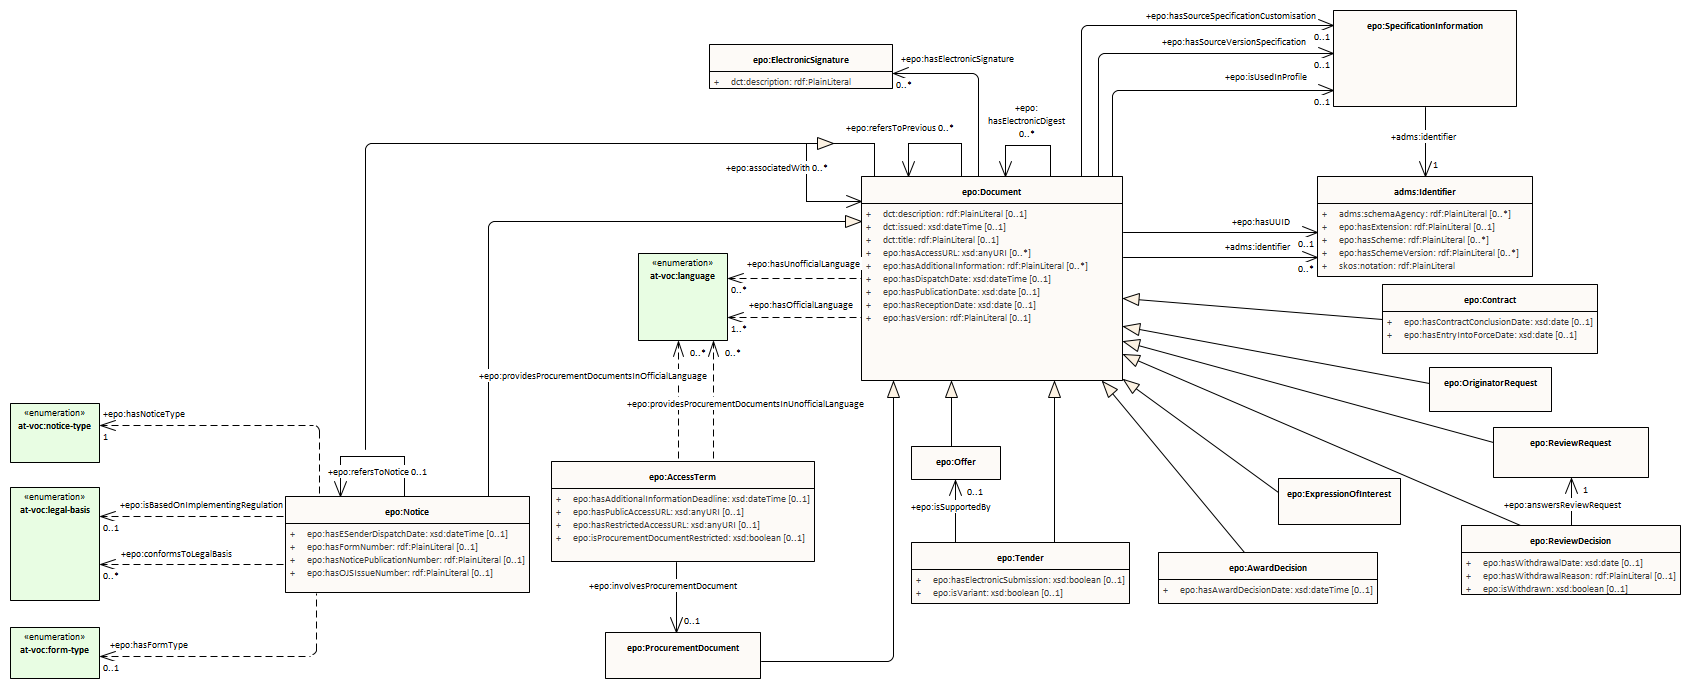 +epo:hasSourceSpecificationCustomisation
0..1
+epo:hasSourceVersionSpecification
0..1
+epo:isUsedInProfile
0..1
epo:SpecificationInformation
epo:ElectronicSignature
+ dct:description: rdf:PlainLiteral
+epo:hasElectronicSignature
0..*
+epo:
hasElectronicDigest
0..*
+epo:refersToPrevious 0..*
+epo:associatedWith 0..*
+adms:identifier
1
epo:Document
+ dct:description: rdf:PlainLiteral [0..1]
+ dct:issued: xsd:dateTime [0..1]
+ dct:title: rdf:PlainLiteral [0..1]
+ epo:hasAccessURL: xsd:anyURI [0..*]
+ epo:hasAdditionalInformation: rdf:PlainLiteral [0..*]
+ epo:hasDispatchDate: xsd:dateTime [0..1]
+ epo:hasPublicationDate: xsd:date [0..1]
+ epo:hasReceptionDate: xsd:date [0..1]
+ epo:hasVersion: rdf:PlainLiteral [0..1]
adms:Identifier
+ adms:schemaAgency: rdf:PlainLiteral [0..*]
+ epo:hasExtension: rdf:PlainLiteral [0..1]
+ epo:hasScheme: rdf:PlainLiteral [0..*]
+ epo:hasSchemeVersion: rdf:PlainLiteral [0..*]
+ skos:notation: rdf:PlainLiteral
+epo:hasUUID
0..1
+adms:identifier
0..*
«enumeration»
at-voc:language
+epo:hasUnofficialLanguage
0..*
+epo:hasOfficialLanguage
1..*
0..*
0..*
+epo:providesProcurementDocumentsInOfficialLanguage
+epo:providesProcurementDocumentsInUnofficialLanguage
epo:Contract
+ epo:hasContractConclusionDate: xsd:date [0..1]
+ epo:hasEntryIntoForceDate: xsd:date [0..1]
epo:OriginatorRequest
epo:ReviewRequest
1
+epo:answersReviewRequest
epo:ReviewDecision
+ epo:hasWithdrawalDate: xsd:date [0..1]
+ epo:hasWithdrawalReason: rdf:PlainLiteral [0..1]
+ epo:isWithdrawn: xsd:boolean [0..1]
epo:ExpressionOfInterest
epo:AwardDecision
+ epo:hasAwardDecisionDate: xsd:dateTime [0..1]
epo:Offer
0..1
+epo:isSupportedBy
epo:Tender
+ epo:hasElectronicSubmission: xsd:boolean [0..1]
+ epo:isVariant: xsd:boolean [0..1]
epo:AccessTerm
+ epo:hasAdditionalInformationDeadline: xsd:dateTime [0..1]
+ epo:hasPublicAccessURL: xsd:anyURI [0..1]
+ epo:hasRestrictedAccessURL: xsd:anyURI [0..1]
+ epo:isProcurementDocumentRestricted: xsd:boolean [0..1]
+epo:involvesProcurementDocument
0..1
epo:ProcurementDocument
«enumeration»
at-voc:notice-type
+epo:hasNoticeType
1
+epo:refersToNotice 0..1
«enumeration»
at-voc:legal-basis
+epo:isBasedOnImplementingRegulation
0..1
+epo:conformsToLegalBasis
0..*
epo:Notice
+ epo:hasESenderDispatchDate: xsd:dateTime [0..1]
+ epo:hasFormNumber: rdf:PlainLiteral [0..1]
+ epo:hasNoticePublicationNumber: rdf:PlainLiteral [0..1]
+ epo:hasOJSIssueNumber: rdf:PlainLiteral [0..1]
«enumeration»
at-voc:form-type
+epo:hasFormType
0..1